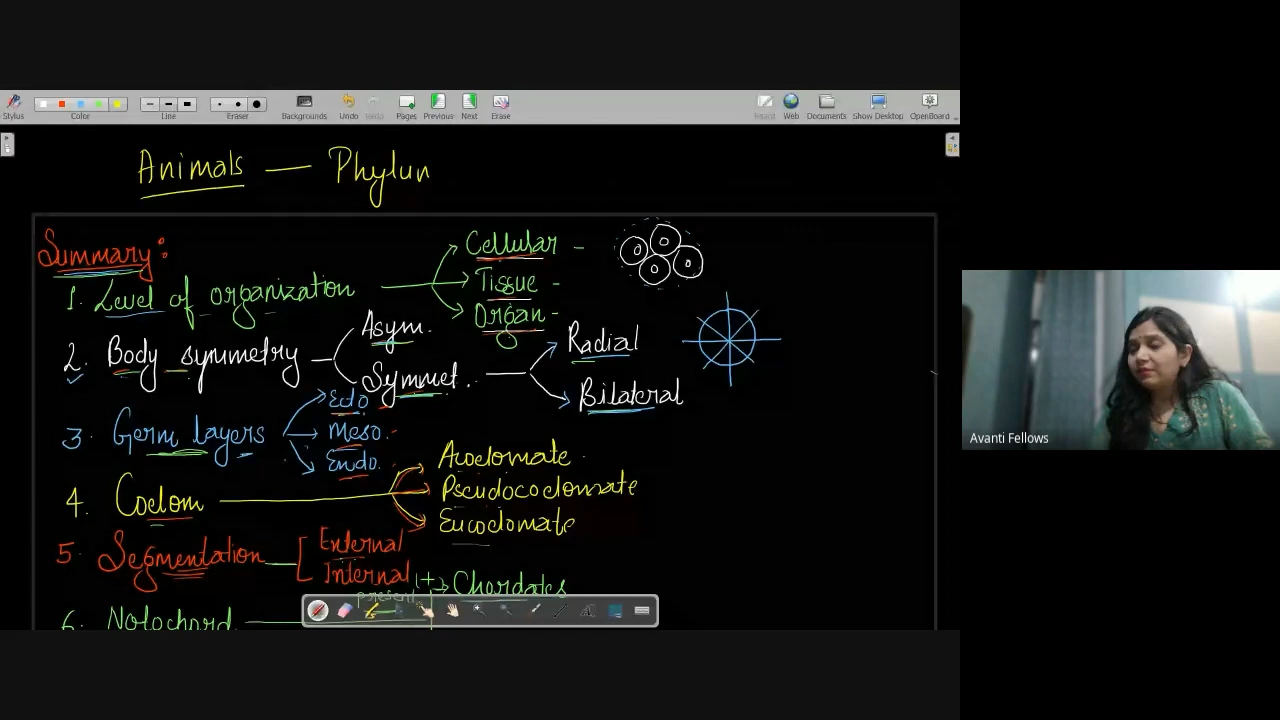 Stylus Color Line Eraser Backgrounds Undo Redo Pages Previous Next Erase Web Documents Show Desktop OpenBoard
Animals — Phylun
Summary:
1. Level of organization
Cellular -
Tissue -
Organ -
2. Body symmetry
Asym.
Symmet.
Radial
Bilateral
3. Germ layers
Ecto
Meso.
Endo.
4. Coelom
Acoelomate
Pseudocoelomate
Eucoelomate
5. Segmentation
External
Internal
6. Notochord
(+)
present
Chordates
Avanti Fellows